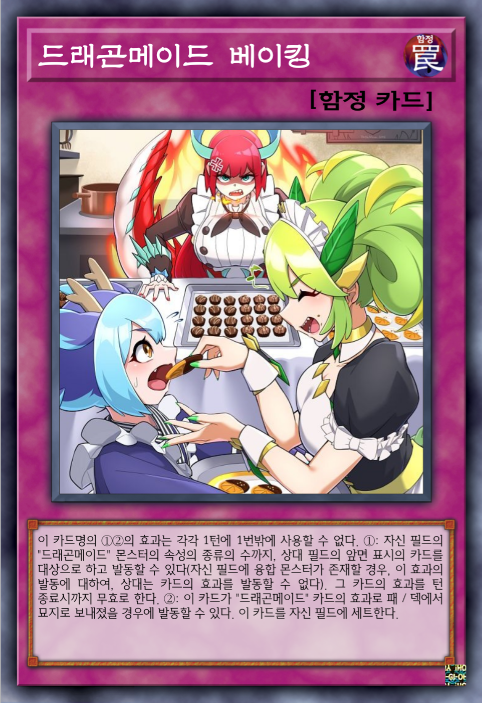 드래곤메이드 베이킹
함정
罠
[함정 카드]
이 카드명의 ①②의 효과는 각각 1턴에 1번밖에 사용할 수 없다. ①: 자신 필드의
"드래곤메이드" 몬스터의 속성의 종류의 수까지, 상대 필드의 앞면 표시의 카드를
대상으로 하고 발동할 수 있다(자신 필드에 융합 몬스터가 존재할 경우, 이 효과의
발동에 대하여, 상대는 카드의 효과를 발동할 수 없다). 그 카드의 효과를 턴
종료시까지 무효로 한다. ②: 이 카드가 "드래곤메이드" 카드의 효과로 패 / 덱에서
묘지로 보내졌을 경우에 발동할 수 있다. 이 카드를 자신 필드에 세트한다.